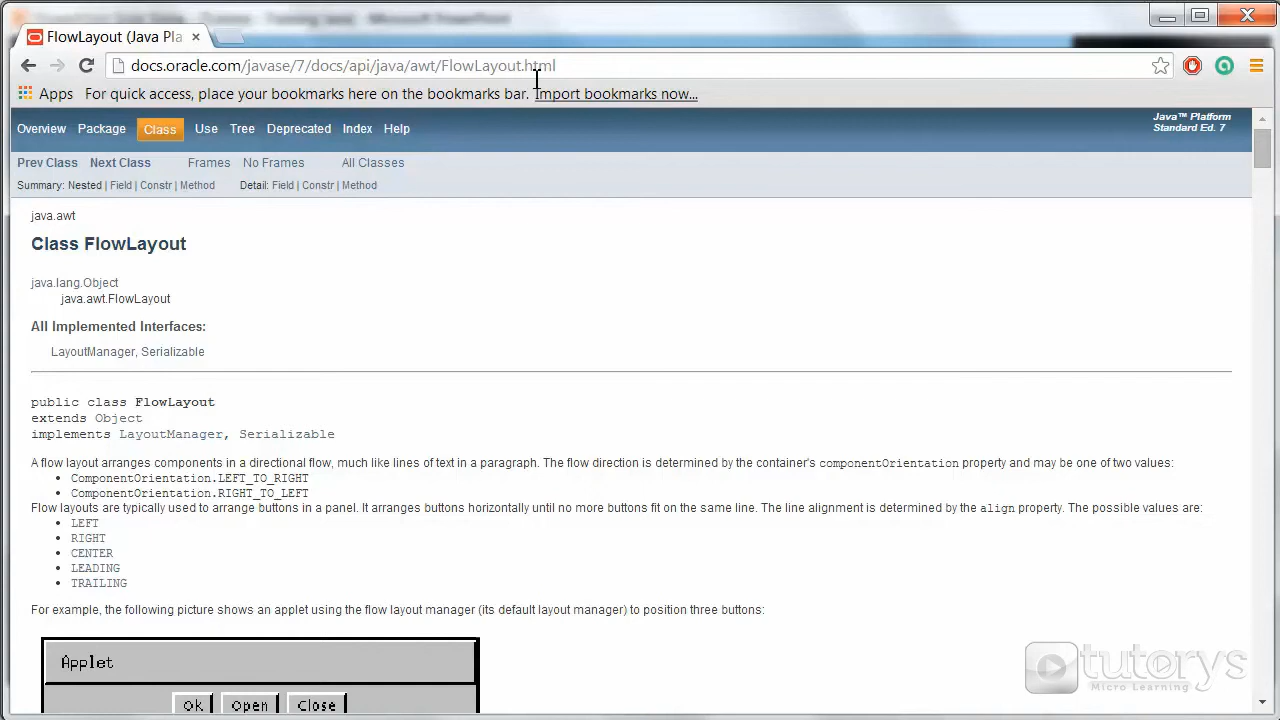 FlowLayout (Java Pla
docs.oracle.com/javase/7/docs/api/java/awt/FlowLayout.html
Apps For quick access, place your bookmarks here on the bookmarks bar. Import bookmarks now...
Overview Package Class Use Tree Deprecated Index Help
Java™ Platform
Standard Ed. 7
Prev Class Next Class Frames No Frames All Classes
Summary: Nested | Field | Constr | Method Detail: Field | Constr | Method
java.awt
Class FlowLayout
java.lang.Object
java.awt.FlowLayout
All Implemented Interfaces:
LayoutManager, Serializable
public class FlowLayout
extends Object
implements LayoutManager, Serializable
A flow layout arranges components in a directional flow, much like lines of text in a paragraph. The flow direction is determined by the container's componentOrientation property and may be one of two values:
• ComponentOrientation.LEFT_TO_RIGHT
• ComponentOrientation.RIGHT_TO_LEFT
Flow layouts are typically used to arrange buttons in a panel. It arranges buttons horizontally until no more buttons fit on the same line. The line alignment is determined by the align property. The possible values are:
• LEFT
• RIGHT
• CENTER
• LEADING
• TRAILING
For example, the following picture shows an applet using the flow layout manager (its default layout manager) to position three buttons:
Applet
Ok Open Close
tutorys
Micro Learning